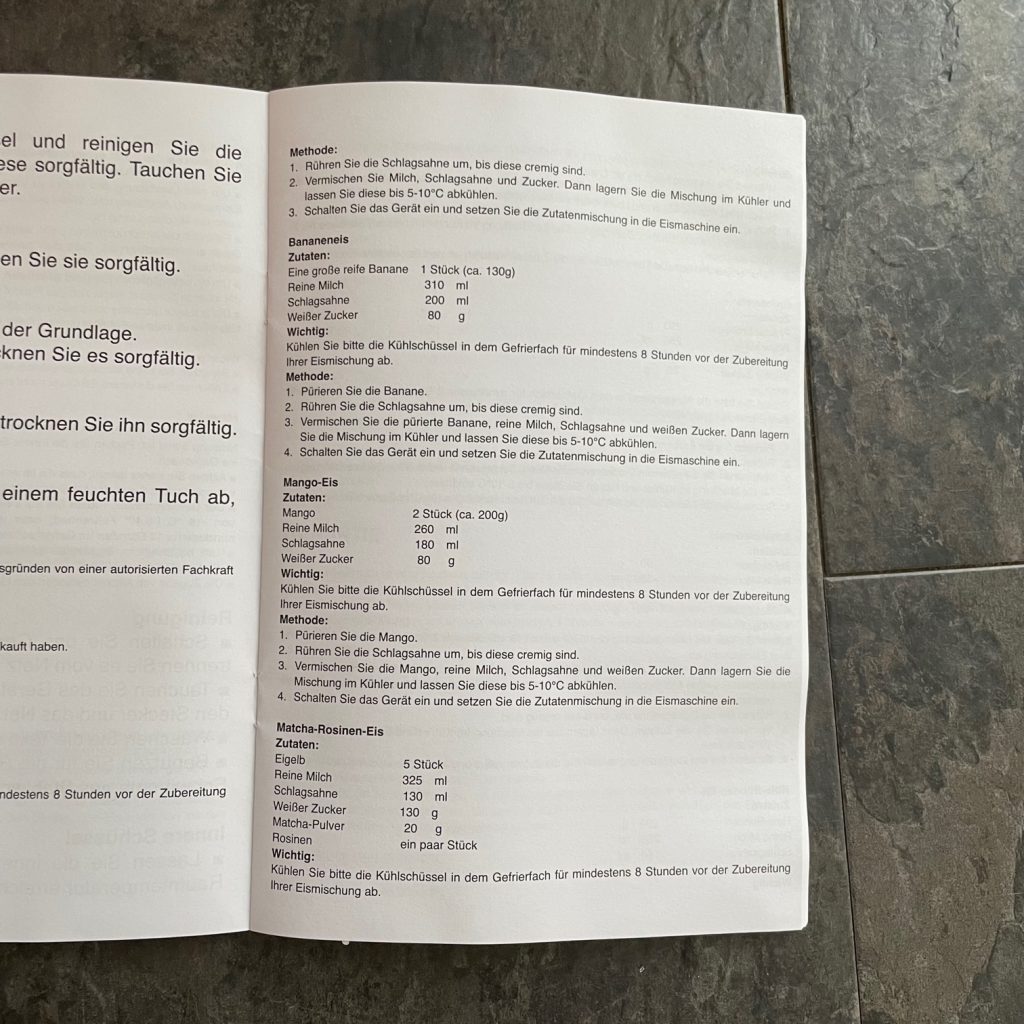 sel und reinigen Sie die
ese sorgfältig. Tauchen Sie
er.
en Sie sie sorgfältig.
der Grundlage.
cknen Sie es sorgfältig.
trocknen Sie ihn sorgfältig.
einem feuchten Tuch ab,
sgründen von einer autorisierten Fachkraft
kauft haben.
ndestens 8 Stunden vor der Zubereitung
Methode:
1. Rühren Sie die Schlagsahne um, bis diese cremig sind.
2. Vermischen Sie Milch, Schlagsahne und Zucker. Dann lagern Sie die Mischung im Kühler und
lassen Sie diese bis 5-10°C abkühlen.
3. Schalten Sie das Gerät ein und setzen Sie die Zutatenmischung in die Eismaschine ein.
Bananeneis
Zutaten:
Eine große reife Banane 1 Stück (ca. 130g)
Reine Milch 310 ml
Schlagsahne 200 ml
Weißer Zucker 80 g
Wichtig:
Kühlen Sie bitte die Kühlschüssel in dem Gefrierfach für mindestens 8 Stunden vor der Zubereitung
Ihrer Eismischung ab.
Methode:
1. Pürieren Sie die Banane.
2. Rühren Sie die Schlagsahne um, bis diese cremig sind.
3. Vermischen Sie die pürierte Banane, reine Milch, Schlagsahne und weißen Zucker. Dann lagern
Sie die Mischung im Kühler und lassen Sie diese bis 5-10°C abkühlen.
4. Schalten Sie das Gerät ein und setzen Sie die Zutatenmischung in die Eismaschine ein.
Mango-Eis
Zutaten:
Mango 2 Stück (ca. 200g)
Reine Milch 260 ml
Schlagsahne 180 ml
Weißer Zucker 80 g
Wichtig:
Kühlen Sie bitte die Kühlschüssel in dem Gefrierfach für mindestens 8 Stunden vor der Zubereitung
Ihrer Eismischung ab.
Methode:
1. Pürieren Sie die Mango.
2. Rühren Sie die Schlagsahne um, bis diese cremig sind.
3. Vermischen Sie die Mango, reine Milch, Schlagsahne und weißen Zucker. Dann lagern Sie die
Mischung im Kühler und lassen Sie diese bis 5-10°C abkühlen.
4. Schalten Sie das Gerät ein und setzen Sie die Zutatenmischung in die Eismaschine ein.
Matcha-Rosinen-Eis
Zutaten:
Eigelb 5 Stück
Reine Milch 325 ml
Schlagsahne 130 ml
Weißer Zucker 130 g
Matcha-Pulver 20 g
Rosinen ein paar Stück
Wichtig:
Kühlen Sie bitte die Kühlschüssel in dem Gefrierfach für mindestens 8 Stunden vor der Zubereitung
Ihrer Eismischung ab.